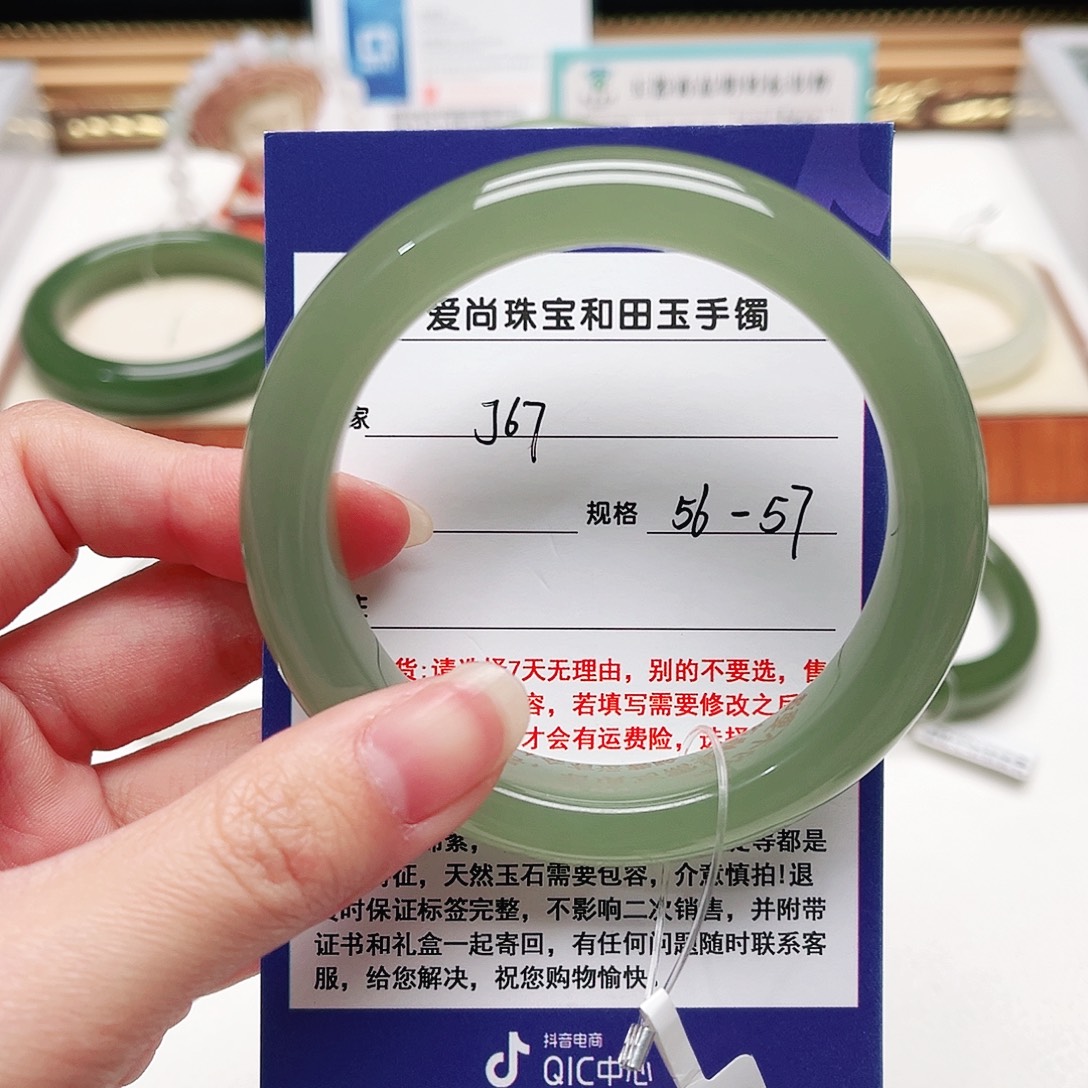 爱尚珠宝和田玉手镯
家 J67
规格 56-57
货:请选择7天无理由，别的不要选，售
容，若填写需要修改之后
才会有运费险，选择
等都是
征，天然玉石需要包容，介意慎拍!退
时保证标签完整，不影响二次销售，并附带
证书和礼盒一起寄回，有任何问题随时联系客
服，给您解决，祝您购物愉快
抖音电商
QIC中心